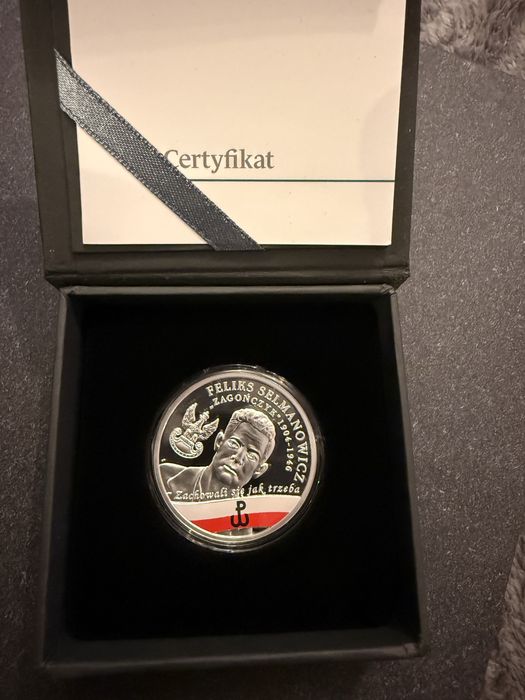 Certyfikat
FELIKS SELMANOWICZ
„ZAGOŃCZYK” 1904-1946
Zachowali się jak trzeba